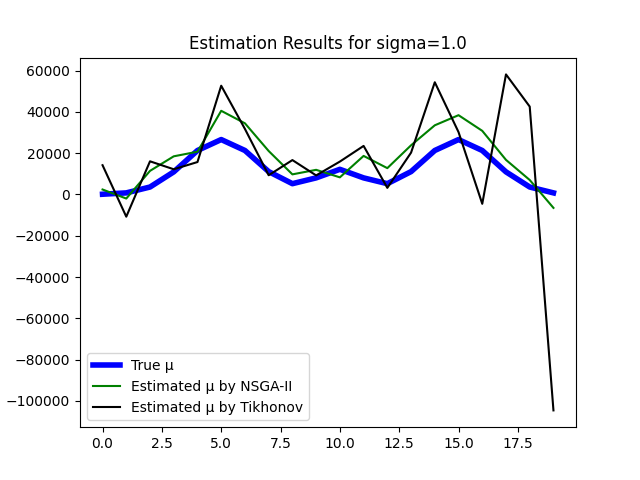 Estimation Results for sigma=1.0
60000
40000
20000
0
−20000
−40000
−60000
−80000
−100000
True μ
Estimated μ by NSGA-II
Estimated μ by Tikhonov
0.0 2.5 5.0 7.5 10.0 12.5 15.0 17.5